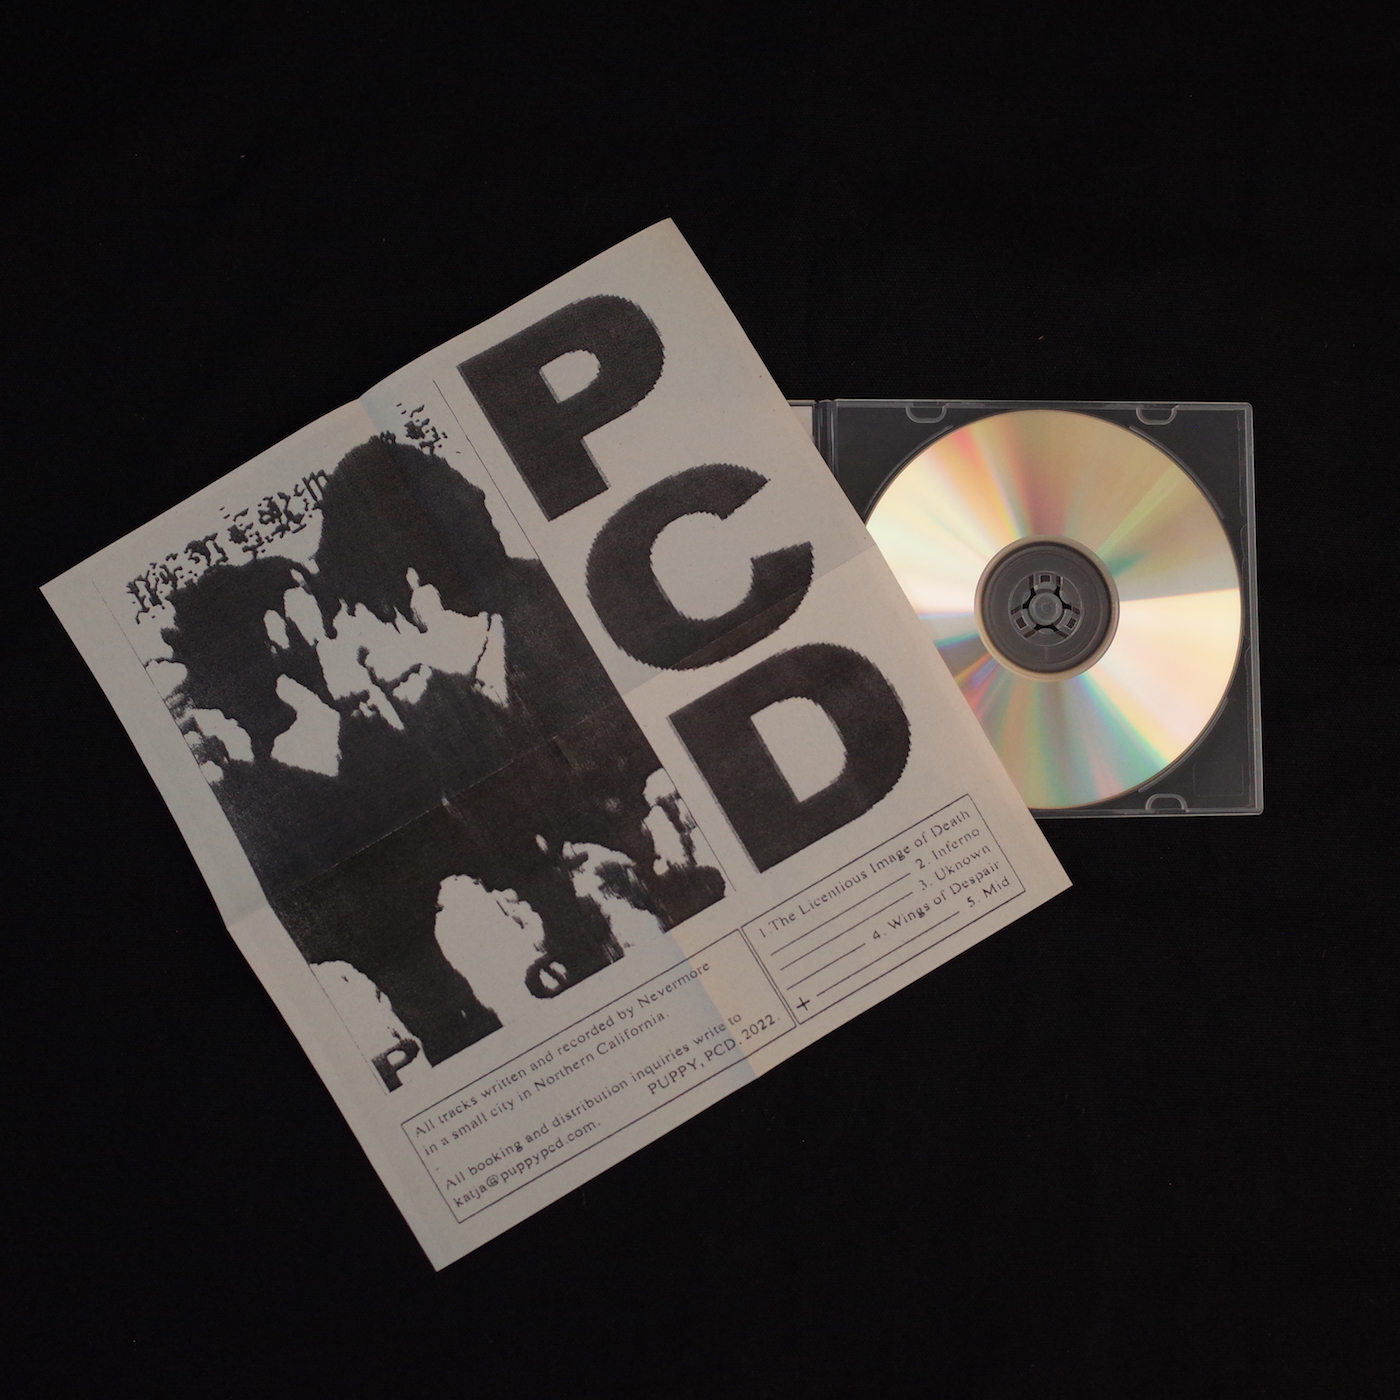 P
C
D
P
1. The Licentious Image of Death
2. Inferno
3. Uknown
4. Wings of Despair
5. Mid
+
All tracks written and recorded by Nevermore
in a small city in Northern California.
All booking and distribution inquiries write to
katja@puppypcd.com.
PUPPY, PCD, 2022.